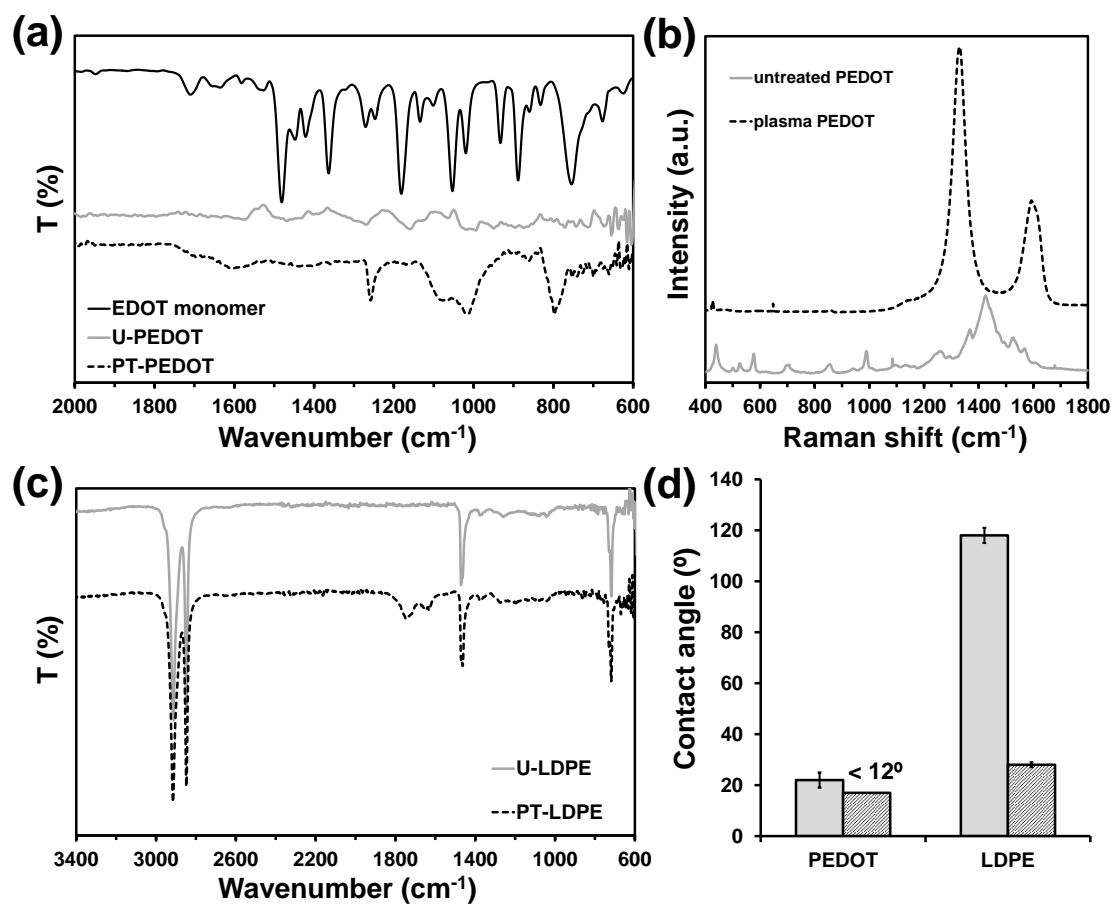 (a)
T (%)
EDOT monomer
U-PEDOT
PT-PEDOT
2000 1800 1600 1400 1200 1000 800 600
Wavenumber (cm-1)
(b)
Intensity (a.u.)
untreated PEDOT
plasma PEDOT
400 600 800 1000 1200 1400 1600 1800
Raman shift (cm-1)
(c)
T (%)
U-LDPE
PT-LDPE
3400 3000 2600 2200 1800 1400 1000 600
Wavenumber (cm-1)
(d)
Contact angle (º)
140
120
100
80
60
40
20
0
< 12º
PEDOT LDPE